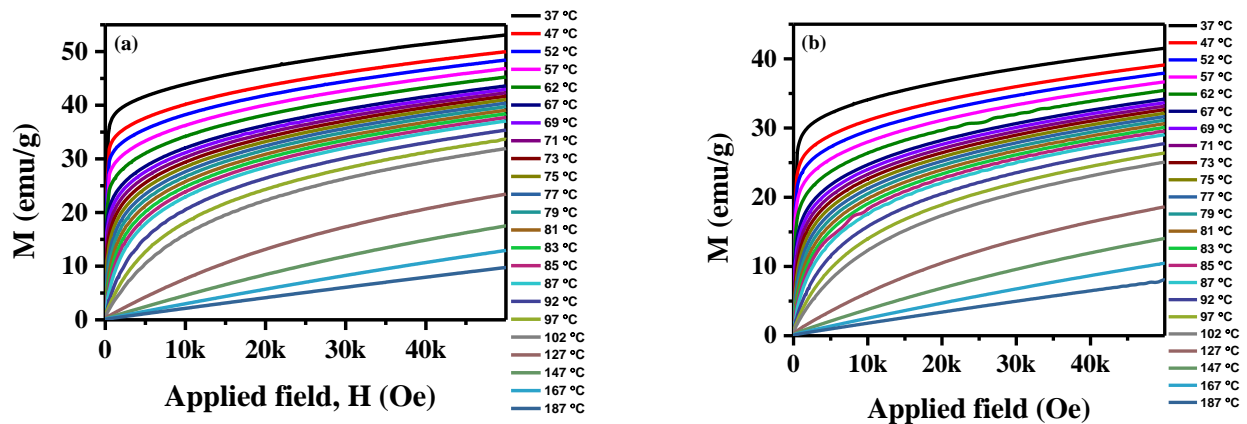 (a)
M (emu/g)
50
40
30
20
10
0
0 10k 20k 30k 40k
Applied field, H (Oe)
37 °C
47 °C
52 °C
57 °C
62 °C
67 °C
69 °C
71 °C
73 °C
75 °C
77 °C
79 °C
81 °C
83 °C
85 °C
87 °C
92 °C
97 °C
102 °C
127 °C
147 °C
167 °C
187 °C
(b)
M (emu/g)
40
30
20
10
0
0 10k 20k 30k 40k
Applied field (Oe)
37 °C
47 °C
52 °C
57 °C
62 °C
67 °C
69 °C
71 °C
73 °C
75 °C
77 °C
79 °C
81 °C
83 °C
85 °C
87 °C
92 °C
97 °C
102 °C
127 °C
147 °C
167 °C
187 °C